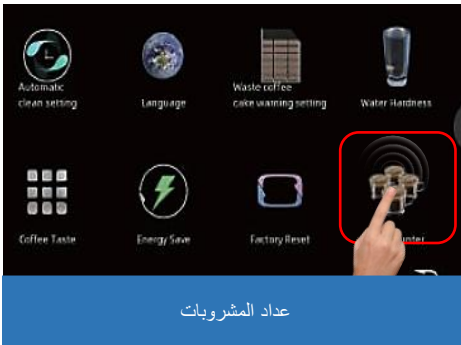 Automatic
clean setting
Language
Waste coffee
cake warning setting
Water Hardness
Coffee Taste
Energy Save
Factory Reset
عداد المشروبات